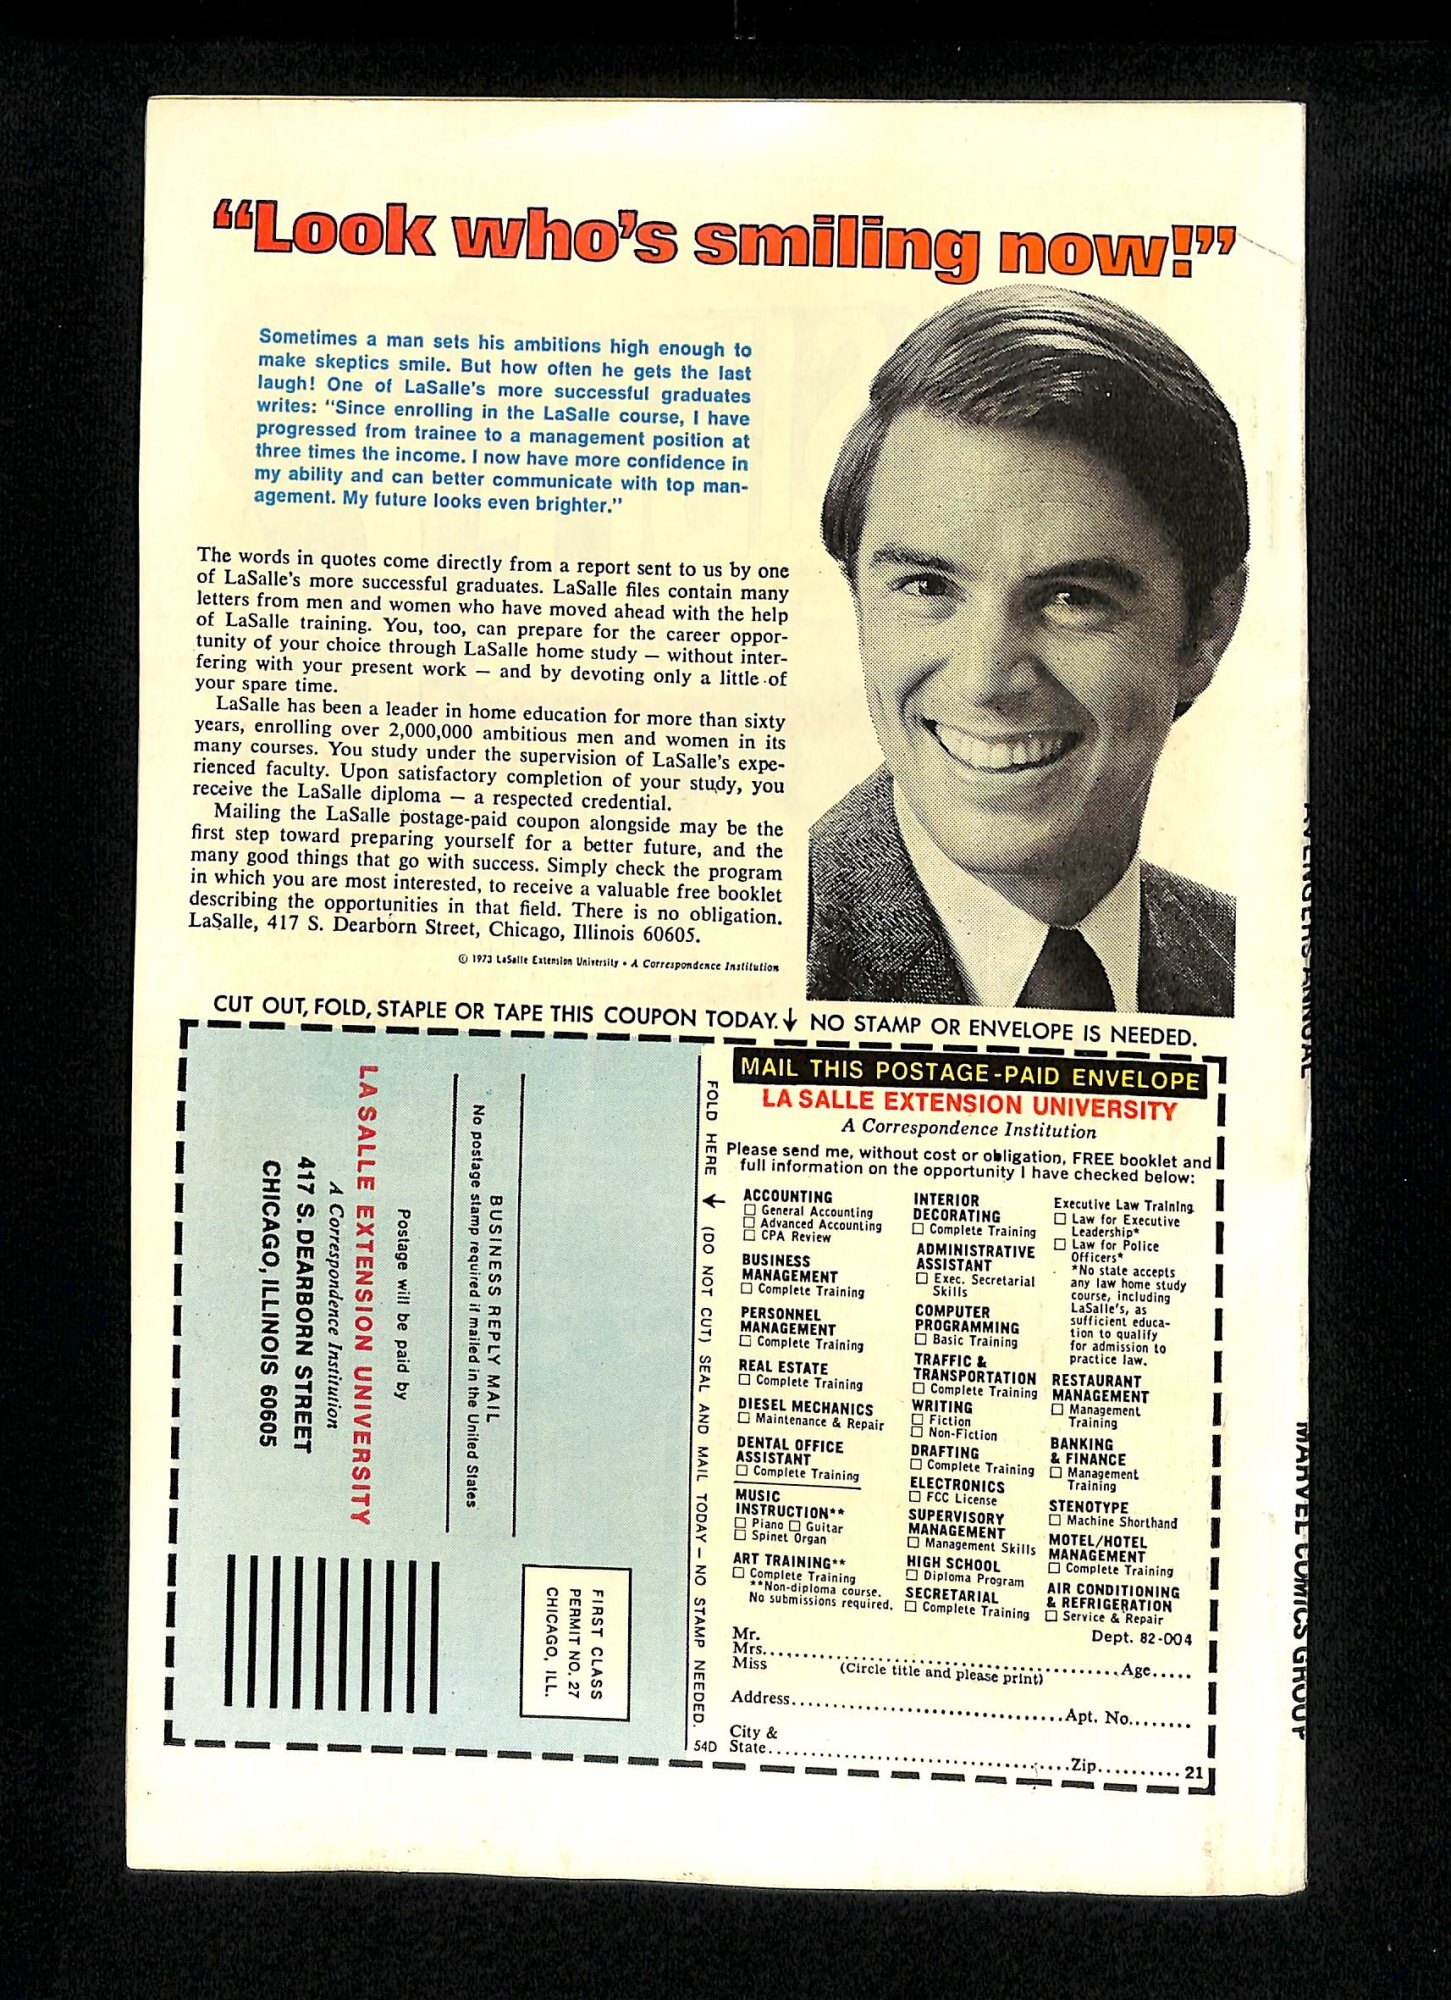 “Look who’s smiling now!”
Sometimes a man sets his ambitions high enough to
make skeptics smile. But how often he gets the last
laugh! One of LaSalle's more successful graduates
writes: “Since enrolling in the LaSalle course, I have
progressed from trainee to a management position at
three times the income. I now have more confidence in
my ability and can better communicate with top man-
agement. My future looks even brighter.”
The words in quotes come directly from a report sent to us by one
of LaSalle's more successful graduates. LaSalle files contain many
letters from men and women who have moved ahead with the help
of LaSalle training. You, too, can prepare for the career oppor-
tunity of your choice through LaSalle home study — without inter-
fering with your present work — and by devoting only a little of
your spare time.
LaSalle has been a leader in home education for more than sixty
years, enrolling over 2,000,000 ambitious men and women in its
many courses. You study under the supervision of LaSalle's expe-
rienced faculty. Upon satisfactory completion of your study, you
receive the LaSalle diploma — a respected credential.
Mailing the LaSalle postage-paid coupon alongside may be the
first step toward preparing yourself for a better future, and the
many good things that go with success. Simply check the program
in which you are most interested, to receive a valuable free booklet
describing the opportunities in that field. There is no obligation.
LaSalle, 417 S. Dearborn Street, Chicago, Illinois 60605.
© 1973 LaSalle Extension University • A Correspondence Institution
CUT OUT, FOLD, STAPLE OR TAPE THIS COUPON TODAY.↓ NO STAMP OR ENVELOPE IS NEEDED.
FIRST CLASS
PERMIT NO. 27
CHICAGO, ILL.
BUSINESS REPLY MAIL
No postage stamp required if mailed in the United States
Postage will be paid by
LA SALLE EXTENSION UNIVERSITY
A Correspondence Institution
417 S. DEARBORN STREET
CHICAGO, ILLINOIS 60605
FOLD HERE ↓ (DO NOT CUT) SEAL AND MAIL TODAY — NO STAMP NEEDED.
54D
MAIL THIS POSTAGE-PAID ENVELOPE
LA SALLE EXTENSION UNIVERSITY
A Correspondence Institution
Please send me, without cost or obligation, FREE booklet and
full information on the opportunity I have checked below:
ACCOUNTING
☐ General Accounting
☐ Advanced Accounting
☐ CPA Review
BUSINESS
MANAGEMENT
☐ Complete Training
PERSONNEL
MANAGEMENT
☐ Complete Training
REAL ESTATE
☐ Complete Training
DIESEL MECHANICS
☐ Maintenance & Repair
DENTAL OFFICE
ASSISTANT
☐ Complete Training
MUSIC
INSTRUCTION**
☐ Piano ☐ Guitar
☐ Spinet Organ
ART TRAINING**
☐ Complete Training
**Non-diploma course.
No submissions required.
INTERIOR
DECORATING
☐ Complete Training
ADMINISTRATIVE
ASSISTANT
☐ Exec. Secretarial
Skills
COMPUTER
PROGRAMMING
☐ Basic Training
TRAFFIC &
TRANSPORTATION
☐ Complete Training
WRITING
☐ Fiction
☐ Non-Fiction
DRAFTING
☐ Complete Training
ELECTRONICS
☐ FCC License
SUPERVISORY
MANAGEMENT
☐ Management Skills
HIGH SCHOOL
☐ Diploma Program
SECRETARIAL
☐ Complete Training
Executive Law Training
☐ Law for Executive
Leadership*
☐ Law for Police
Officers*
*No state accepts
any law home study
course, including
LaSalle's, as
sufficient educa-
tion to qualify
for admission to
practice law.
RESTAURANT
MANAGEMENT
☐ Management
Training
BANKING
& FINANCE
☐ Management
Training
STENOTYPE
☐ Machine Shorthand
MOTEL/HOTEL
MANAGEMENT
☐ Complete Training
AIR CONDITIONING
& REFRIGERATION
☐ Service & Repair
Dept. 82-004
Mr.
Mrs. Age
Miss (Circle title and please print)
Address Apt. No.
City &
State Zip 21
AVENGERS ANNUAL
MARVEL COMICS GROUP